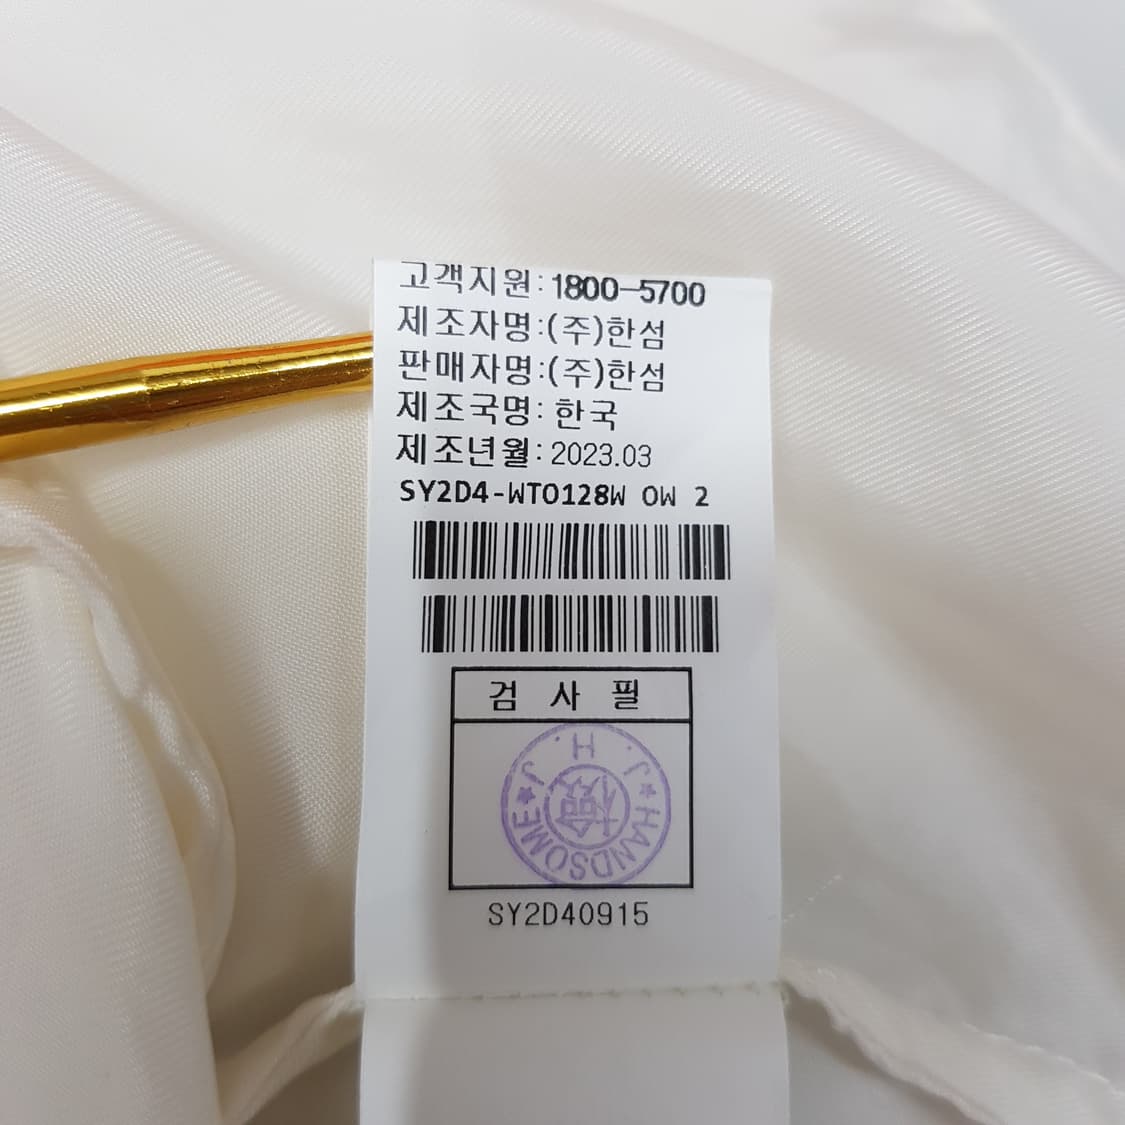 고객지원:1800-5700
제조자명:(주)한섬
판매자명:(주)한섬
제조국명: 한국
제조년월: 2023.03
SY2D4-WTO128W OW 2
검 사 필
J . H . J
檢
★HANDSOME★
SY2D40915